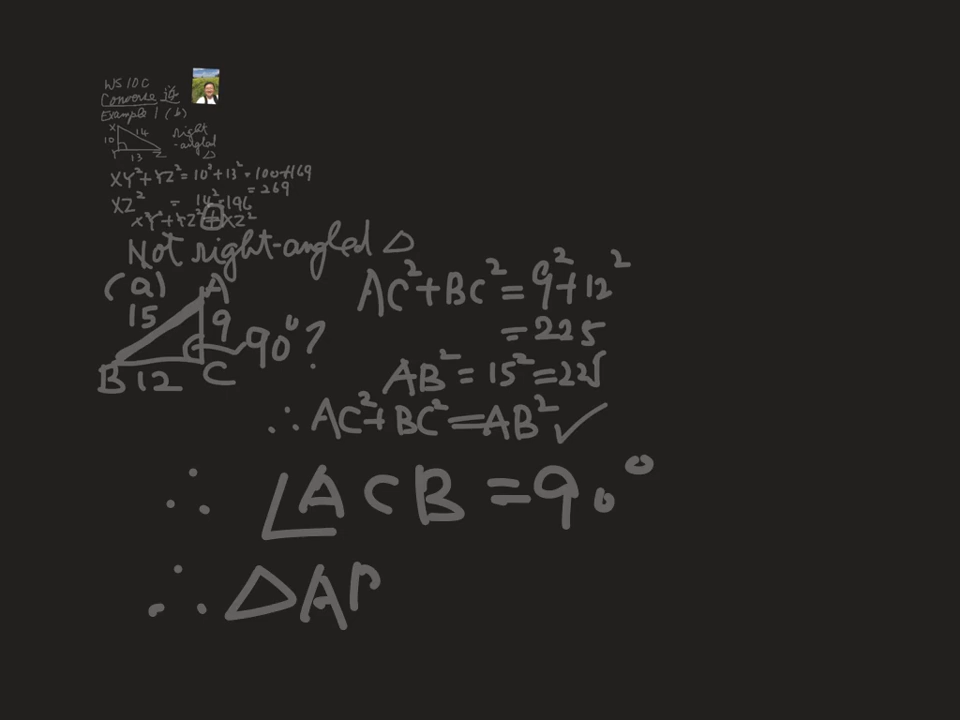 WS 10C
Converse 逆
Example 1 (b)
X 14
10
Y 13 Z
right
-angled
△
XY²+YZ² = 10²+13² = 100+169
= 269
XZ² = 14² = 196
XY²+YZ² ≠ XZ²
Not right-angled △
(a)
A
15
9
90°?
B 12 C
AC²+BC² = 9²+12²
= 225
AB² = 15² = 225
∴ AC²+BC² = AB² ✓
∴ ∠ACB = 90°
∴ △A